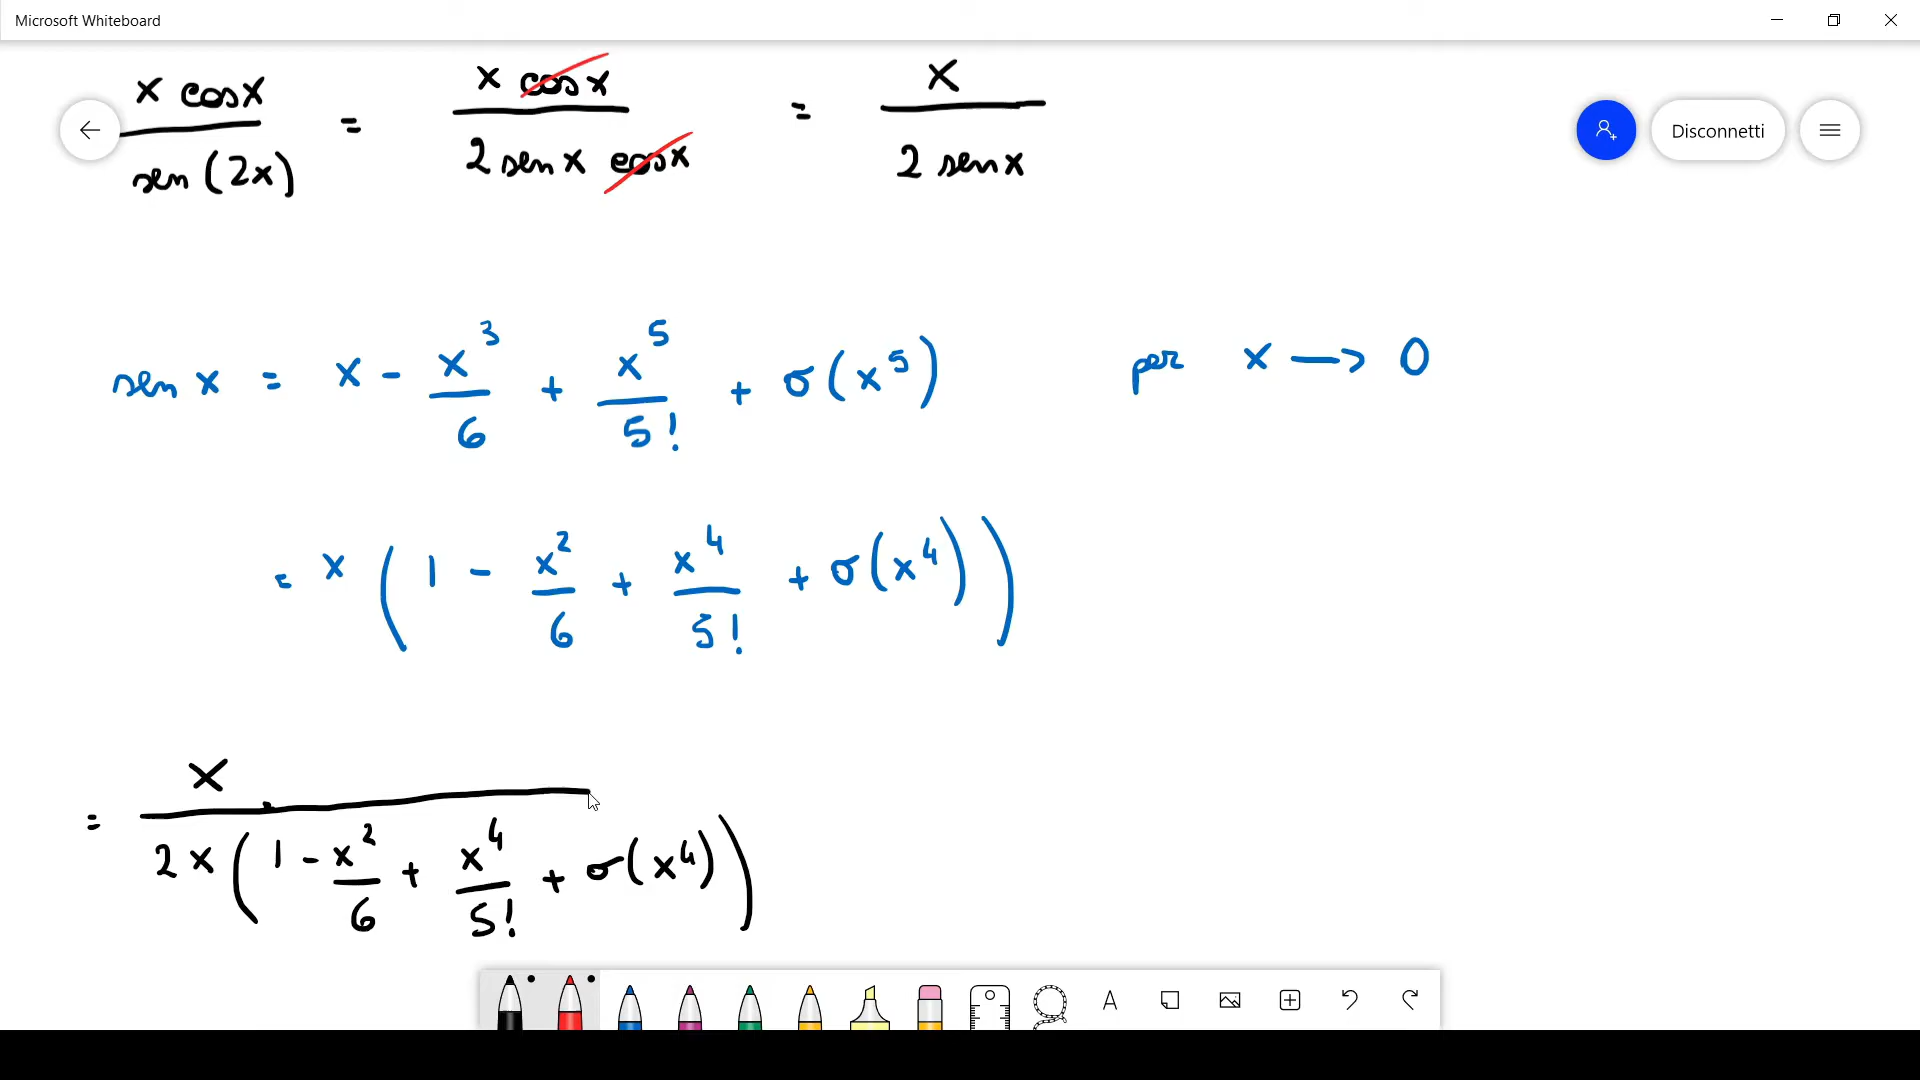 Microsoft Whiteboard
x cos x / sen (2x) = x cos x / 2 sen x cos x = x / 2 sen x
Disconnetti
sen x = x - x^3/6 + x^5/5! + o(x^5) per x → 0
= x ( 1 - x^2/6 + x^4/5! + o(x^4) )
= x / 2x ( 1 - x^2/6 + x^4/5! + o(x^4) )
A